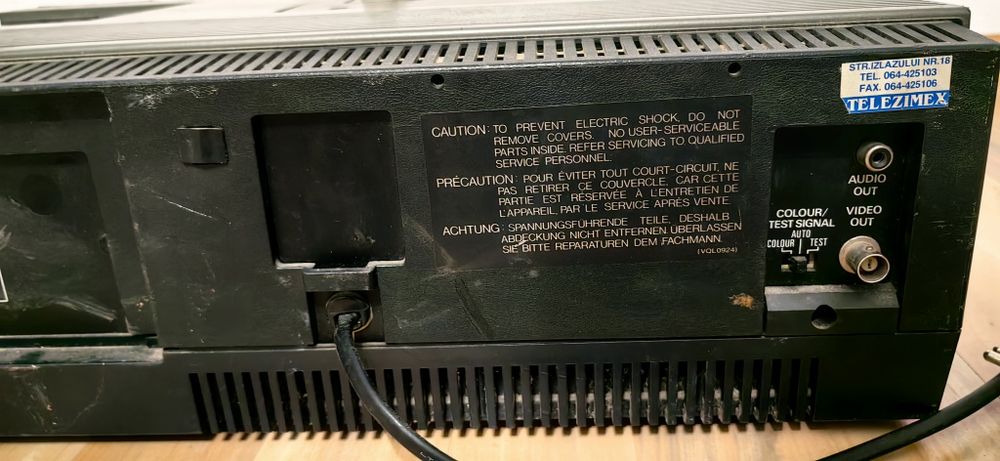 STR.IZLAZULUI NR.18
TEL. 064-425103
FAX. 064-425106
TELEZIMEX
CAUTION: TO PREVENT ELECTRIC SHOCK, DO NOT
REMOVE COVERS. NO USER-SERVICEABLE
PARTS INSIDE. REFER SERVICING TO QUALIFIED
SERVICE PERSONNEL.
PRÉCAUTION: POUR ÉVITER TOUT COURT-CIRCUIT, NE
PAS RETIRER CE COUVERCLE. CAR CETTE
PARTIE EST RÉSERVÉE À L'ENTRETIEN DE
L'APPAREIL, PAR LE SERVICE APRÈS VENTE.
ACHTUNG: SPANNUNGSFÜHRENDE TEILE, DESHALB
ABDECKUNG NICHT ENTFERNEN ÜBERLASSEN
SIE BITTE REPARATUREN DEM FACHMANN.
(VQL0924)
AUDIO
OUT
COLOUR/
TEST SIGNAL
AUTO
COLOUR
TEST
VIDEO
OUT